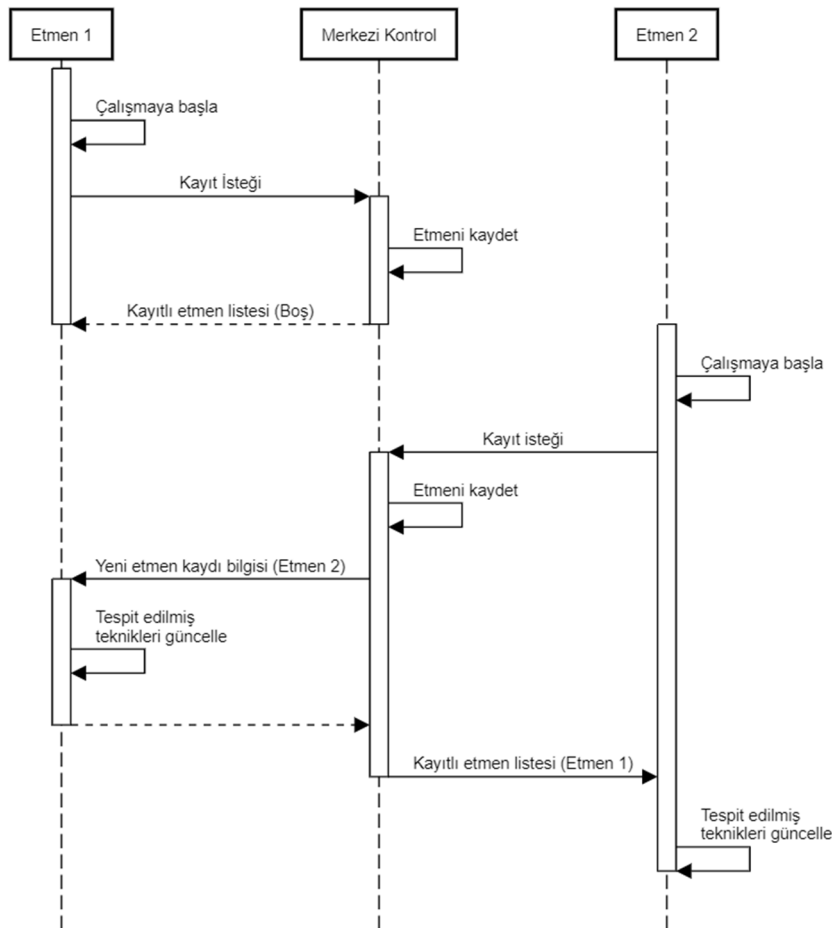 Etmen 1
Merkezi Kontrol
Etmen 2
Çalışmaya başla
Kayıt İsteği
Etmeni kaydet
Kayıtlı etmen listesi (Boş)
Çalışmaya başla
Kayıt isteği
Etmeni kaydet
Yeni etmen kaydı bilgisi (Etmen 2)
Tespit edilmiş
teknikleri güncelle
Kayıtlı etmen listesi (Etmen 1)
Tespit edilmiş
teknikleri güncelle